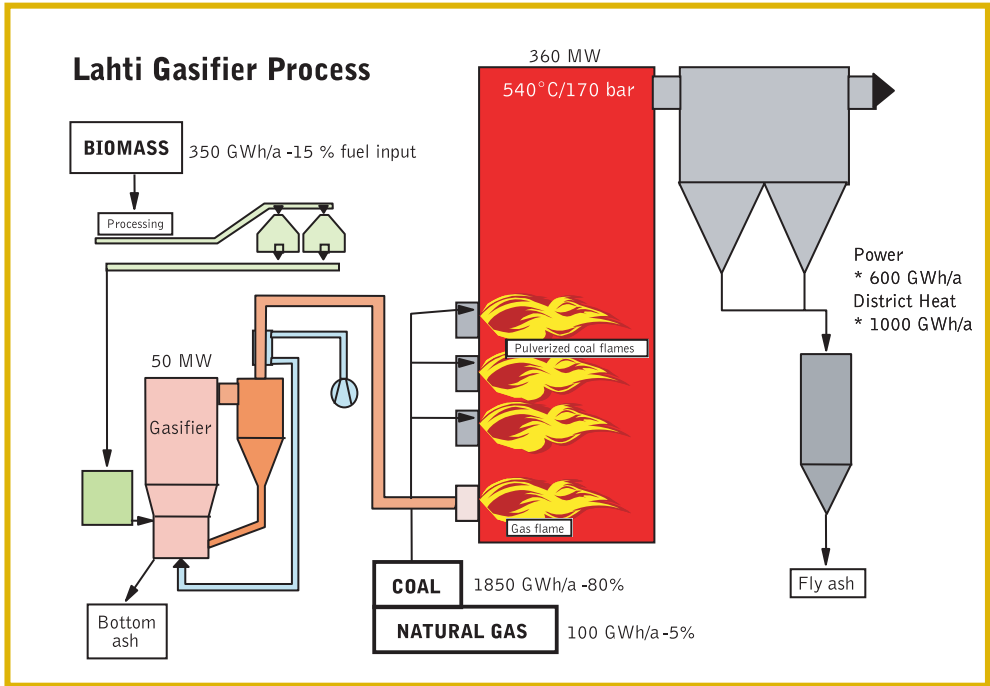 Lahti Gasifier Process
360 MW
540°C/170 bar
BIOMASS
350 GWh/a -15 % fuel input
Processing
Power
* 600 GWh/a
District Heat
* 1000 GWh/a
Pulverized coal flames
50 MW
Gasifier
Gas flame
COAL
1850 GWh/a -80%
Fly ash
Bottom
ash
NATURAL GAS
100 GWh/a-5%